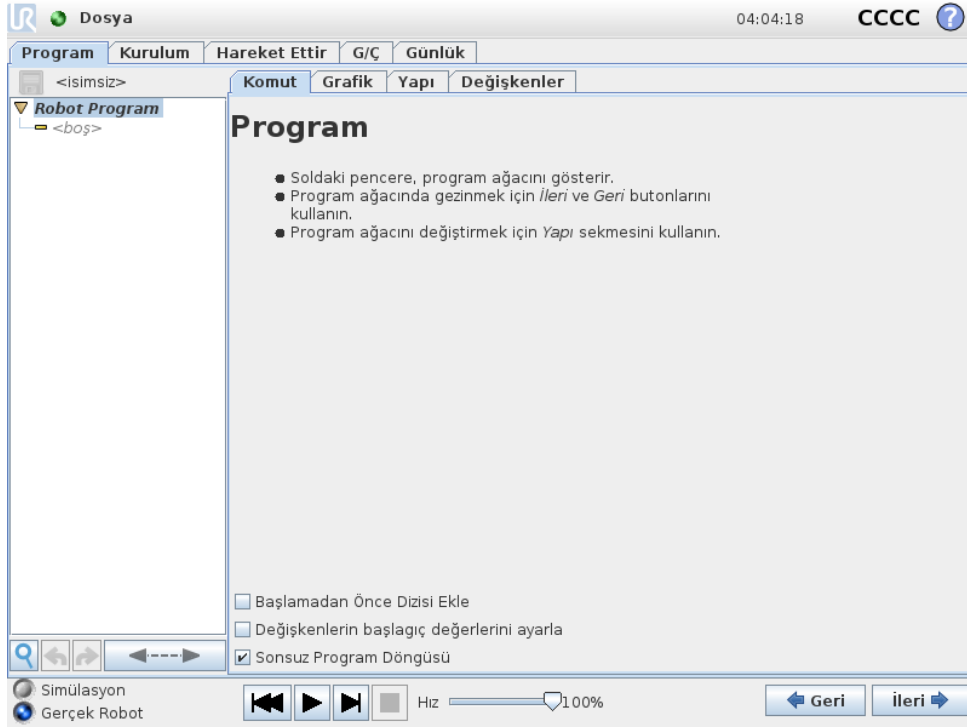 UR Dosya 04:04:18 CCCC ?
Program Kurulum Hareket Ettir G/Ç Günlük
<isimsiz> Komut Grafik Yapı Değişkenler
Robot Program
<boş>
Program
Soldaki pencere, program ağacını gösterir.
Program ağacında gezinmek için İleri ve Geri butonlarını
kullanın.
Program ağacını değiştirmek için Yapı sekmesini kullanın.
Başlamadan Önce Dizisi Ekle
Değişkenlerin başlagıç değerlerini ayarla
Sonsuz Program Döngüsü
Simülasyon
Gerçek Robot
Hız 100% Geri İleri